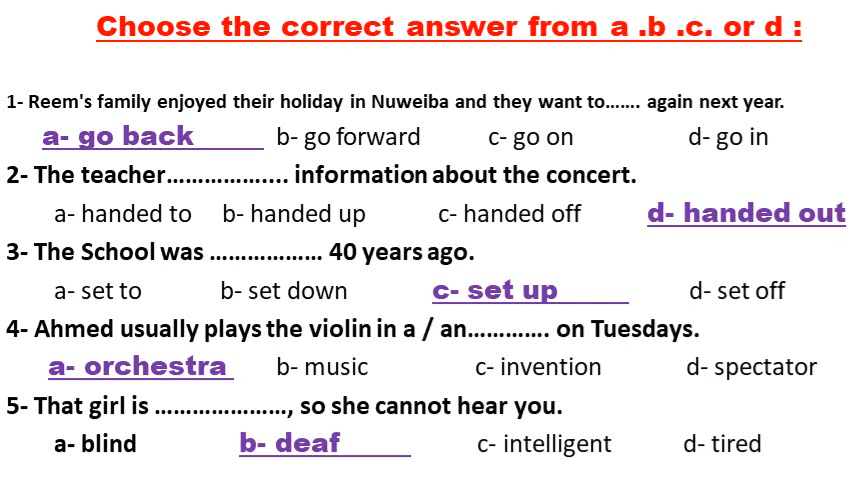 Choose the correct answer from a .b .c. or d :
1- Reem's family enjoyed their holiday in Nuweiba and they want to……. again next year.
a- go back b- go forward c- go on d- go in
2- The teacher……………….... information about the concert.
a- handed to b- handed up c- handed off d- handed out
3- The School was ……………… 40 years ago.
a- set to b- set down c- set up d- set off
4- Ahmed usually plays the violin in a / an…………. on Tuesdays.
a- orchestra b- music c- invention d- spectator
5- That girl is …………………, so she cannot hear you.
a- blind b- deaf c- intelligent d- tired